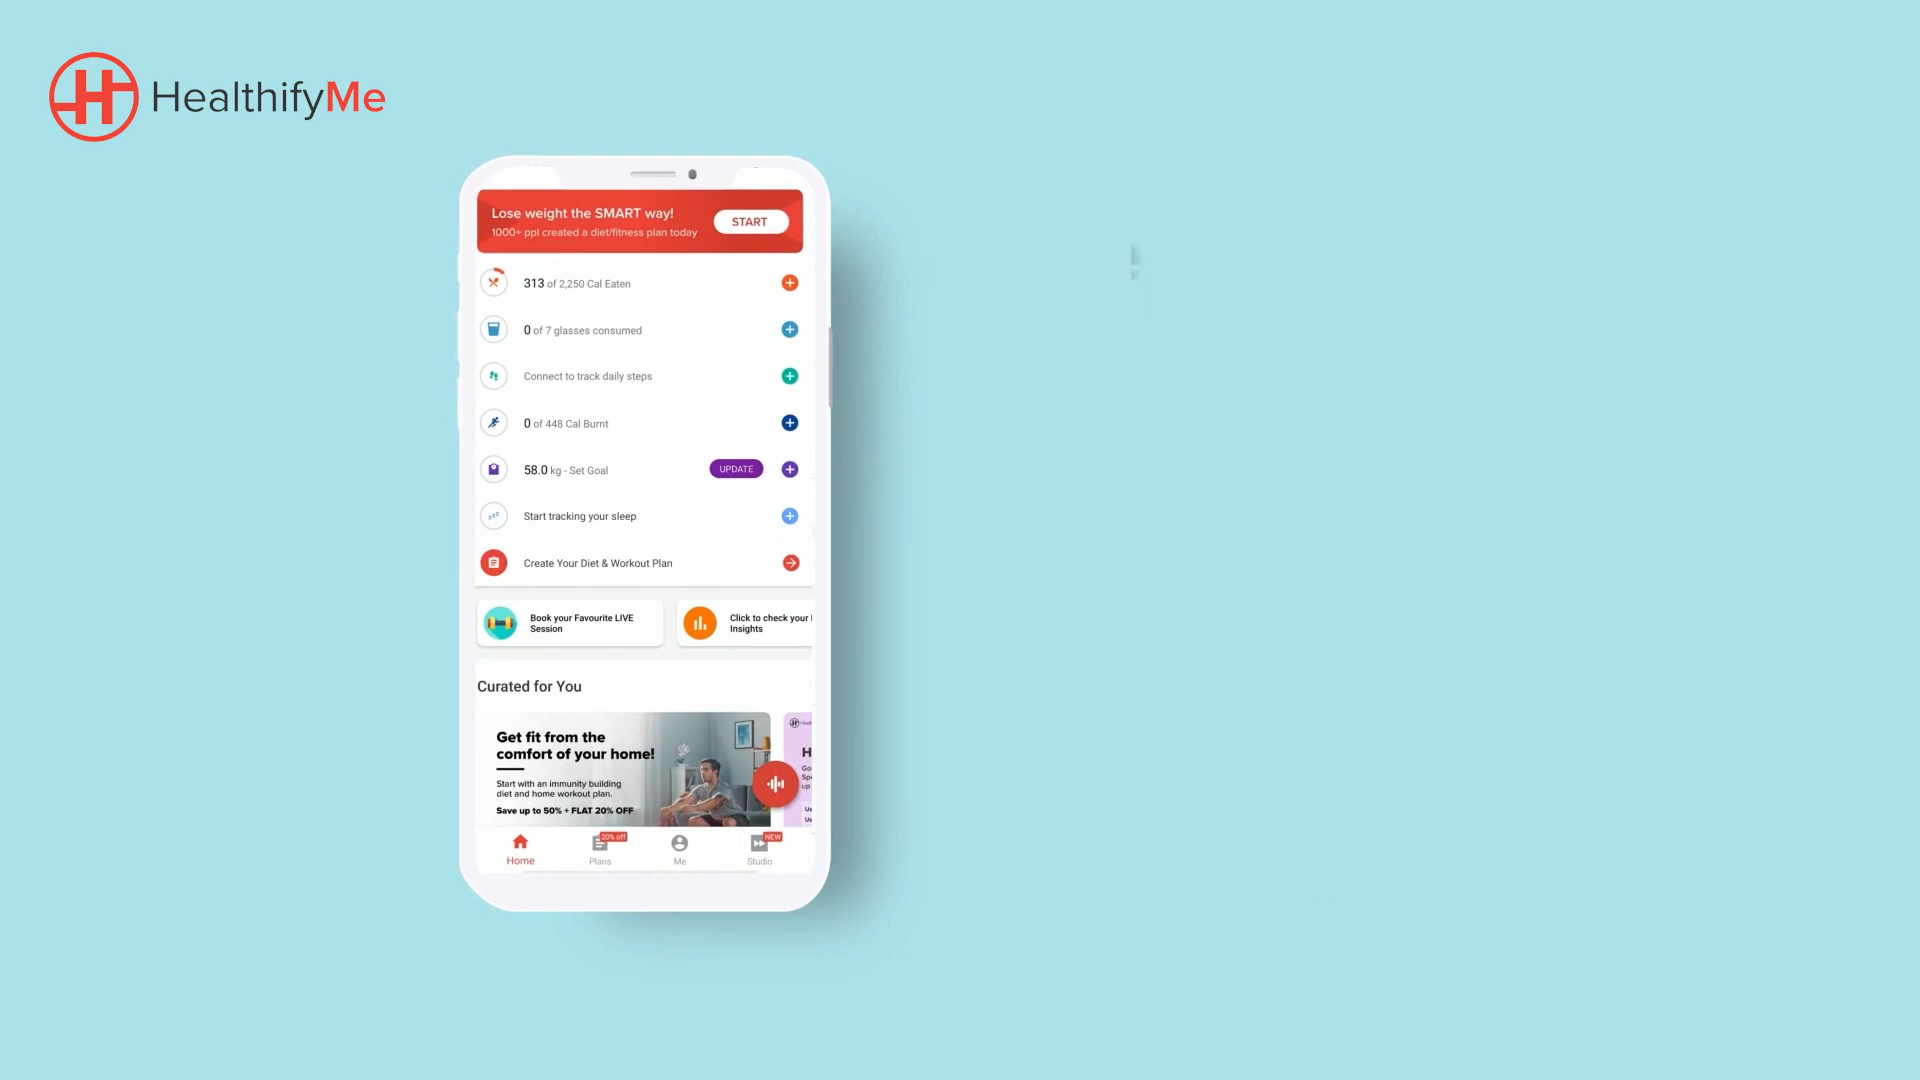 HealthifyMe
Lose weight the SMART way!
1000+ ppl created a diet/fitness plan today
START
313 of 2,250 Cal Eaten
0 of 7 glasses consumed
Connect to track daily steps
0 of 448 Cal Burnt
58.0 kg - Set Goal
UPDATE
zzz
Start tracking your sleep
Create Your Diet & Workout Plan
Book your Favourite LIVE
Session
Click to check your
Insights
Curated for You
Get fit from the
comfort of your home!
Start with an immunity building
diet and home workout plan.
Save up to 50% + FLAT 20% OFF
Home
20% off
Plans
Me
NEW
Studio